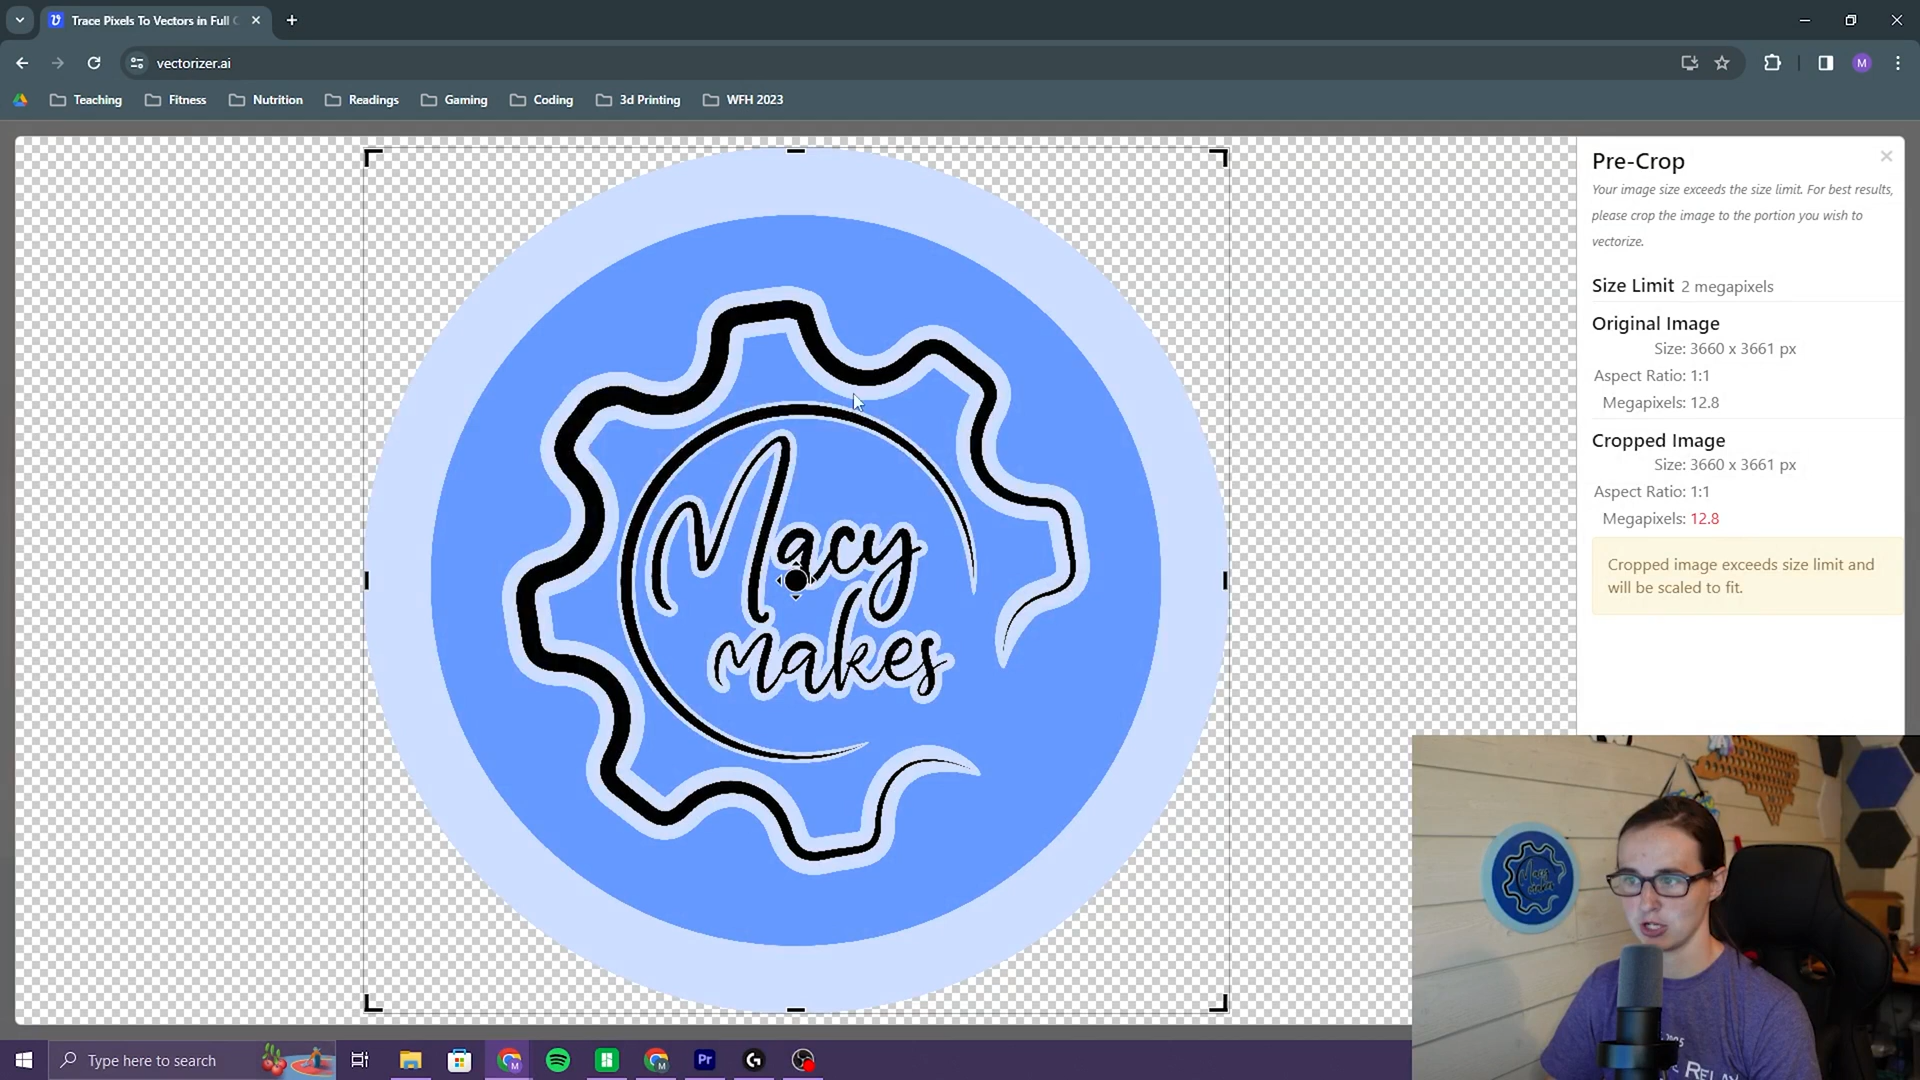 Trace Pixels To Vectors in Full C
vectorizer.ai
M
Teaching
Fitness
Nutrition
Readings
Gaming
Coding
3d Printing
WFH 2023
Pre-Crop
Your image size exceeds the size limit. For best results,
please crop the image to the portion you wish to
vectorize.
Size Limit 2 megapixels
Original Image
Size: 3660 x 3661 px
Aspect Ratio: 1:1
Megapixels: 12.8
Cropped Image
Size: 3660 x 3661 px
Aspect Ratio: 1:1
Megapixels: 12.8
Cropped image exceeds size limit and
will be scaled to fit.
Macy
makes
Macy
makes
Type here to search
M
M
Pr
G